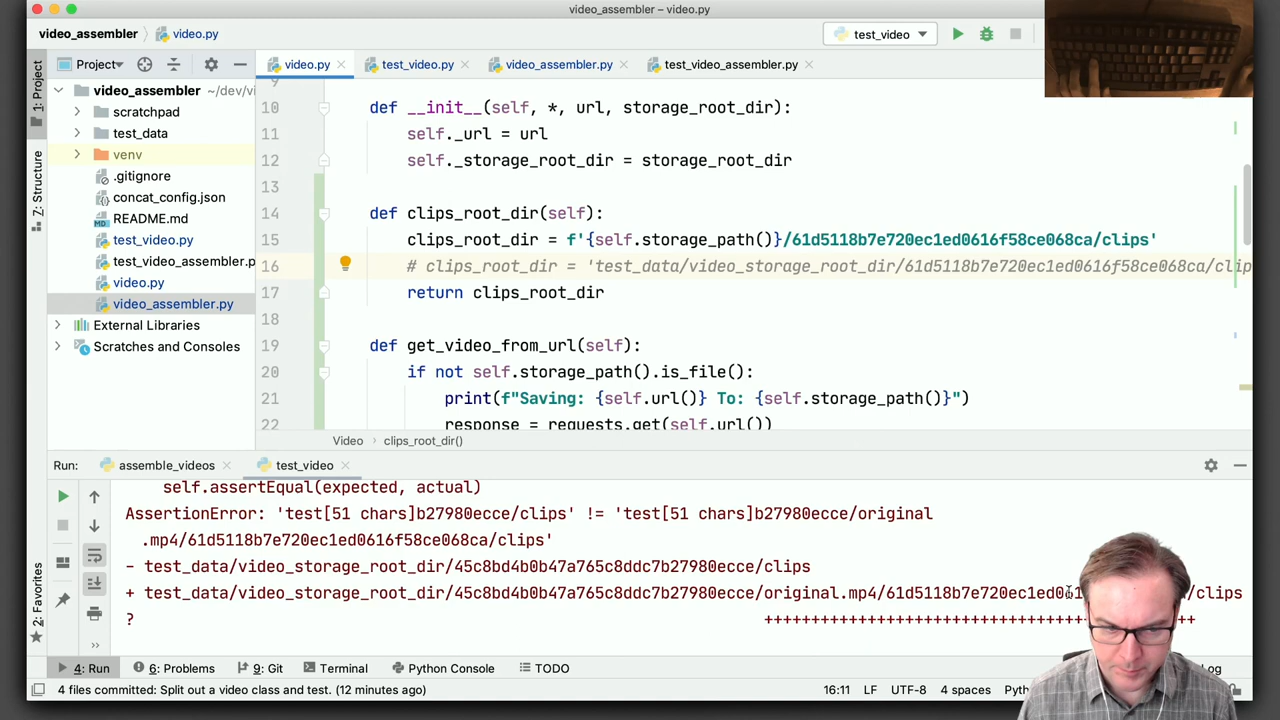 video_assembler – video.py
video_assembler
video.py
test_video
Project
video.py
test_video.py
video_assembler.py
test_video_assembler.py
1: Project
Z: Structure
2: Favorites
video_assembler ~/dev/vi
scratchpad
test_data
venv
.gitignore
concat_config.json
README.md
test_video.py
test_video_assembler.p
video.py
video_assembler.py
External Libraries
Scratches and Consoles
9
10 def __init__(self, *, url, storage_root_dir):
11 self._url = url
12 self._storage_root_dir = storage_root_dir
13
14 def clips_root_dir(self):
15 clips_root_dir = f'{self.storage_path()}/61d5118b7e720ec1ed0616f58ce068ca/clips'
16 # clips_root_dir = 'test_data/video_storage_root_dir/61d5118b7e720ec1ed0616f58ce068ca/clip
17 return clips_root_dir
18
19 def get_video_from_url(self):
20 if not self.storage_path().is_file():
21 print(f"Saving: {self.url()} To: {self.storage_path()}")
22 response = requests.get(self.url())
Video › clips_root_dir()
Run: assemble_videos test_video
self.assertEqual(expected, actual)
AssertionError: 'test[51 chars]b27980ecce/clips' != 'test[51 chars]b27980ecce/original
.mp4/61d5118b7e720ec1ed0616f58ce068ca/clips'
- test_data/video_storage_root_dir/45c8bd4b0b47a765c8ddc7b27980ecce/clips
+ test_data/video_storage_root_dir/45c8bd4b0b47a765c8ddc7b27980ecce/original.mp4/61d5118b7e720ec1ed0 /clips
? ++++++++++++++++++++++++++++++++ ++
4: Run 6: Problems 9: Git Terminal Python Console TODO
4 files committed: Split out a video class and test. (12 minutes ago) 16:11 LF UTF-8 4 spaces